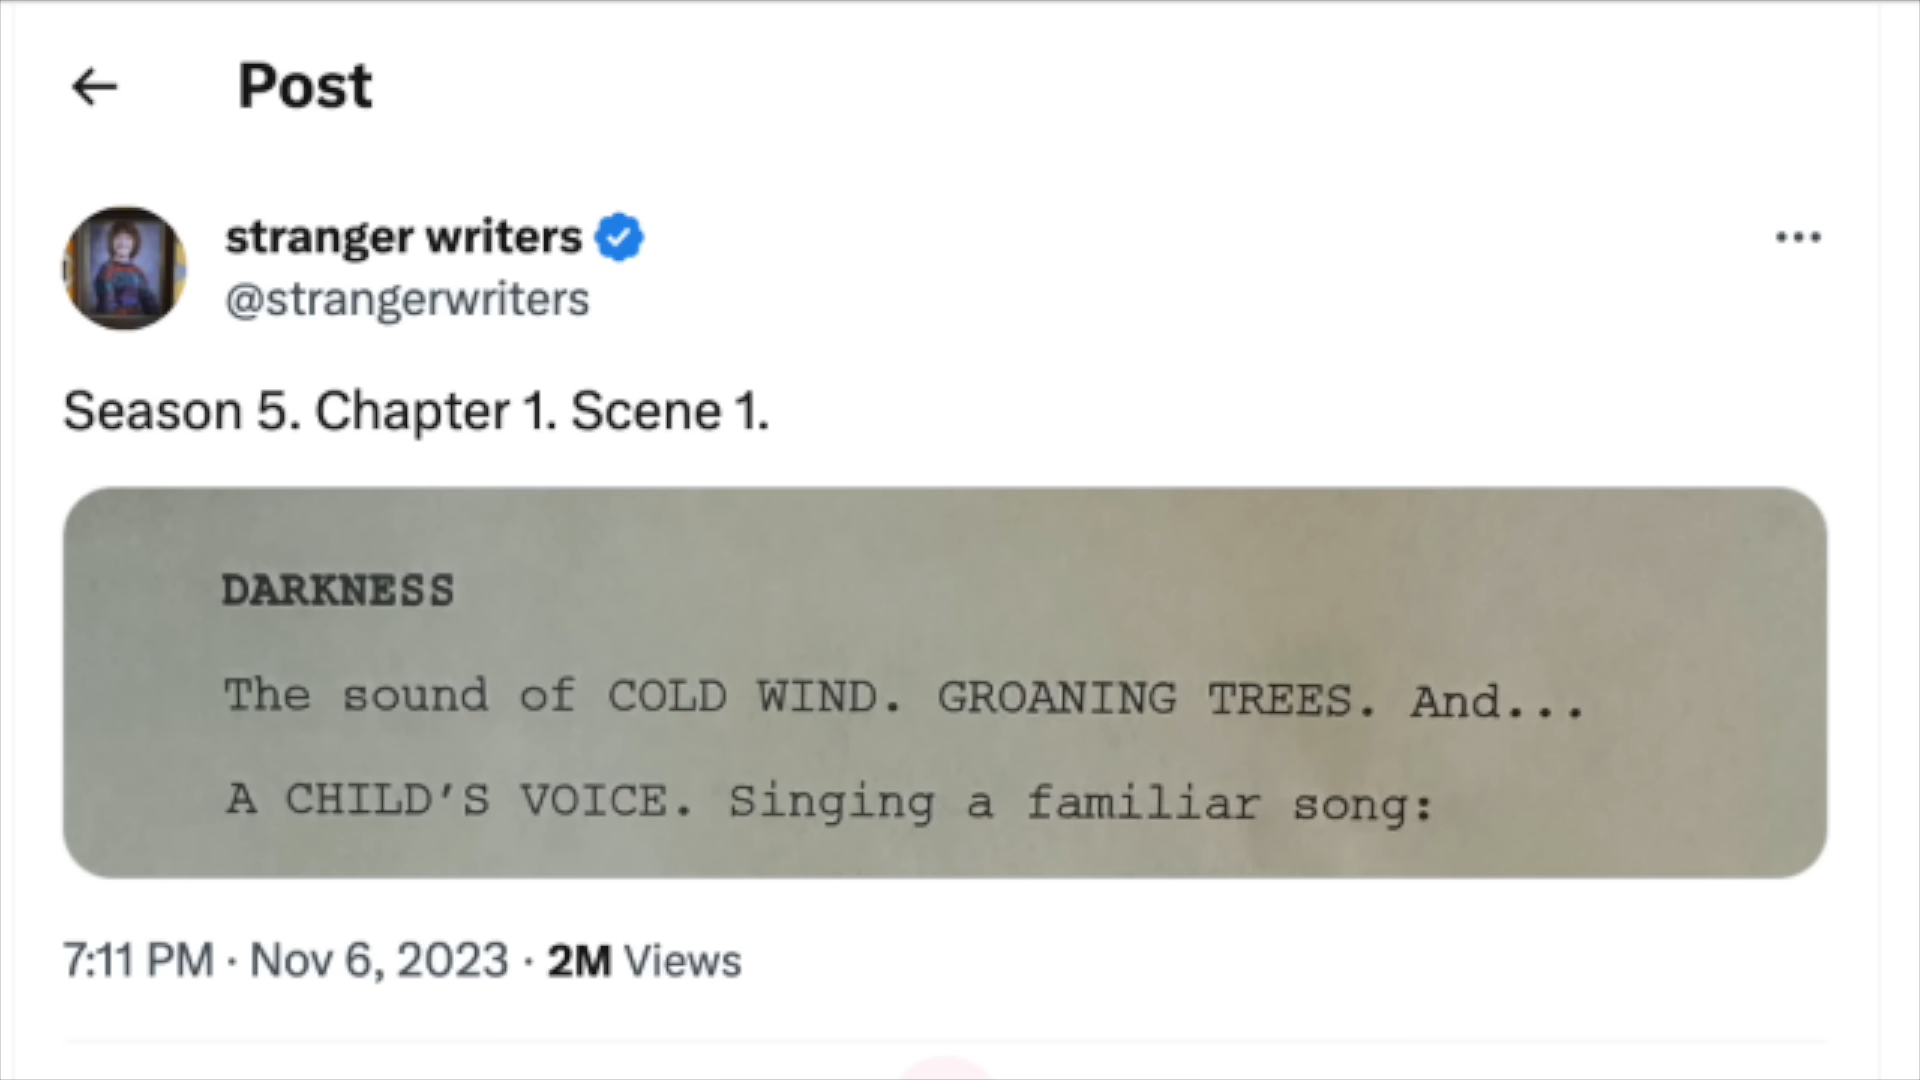 Post
stranger writers
@strangerwriters
Season 5. Chapter 1. Scene 1.
DARKNESS
The sound of COLD WIND. GROANING TREES. And...
A CHILD’S VOICE. Singing a familiar song:
7:11 PM · Nov 6, 2023 · 2M Views